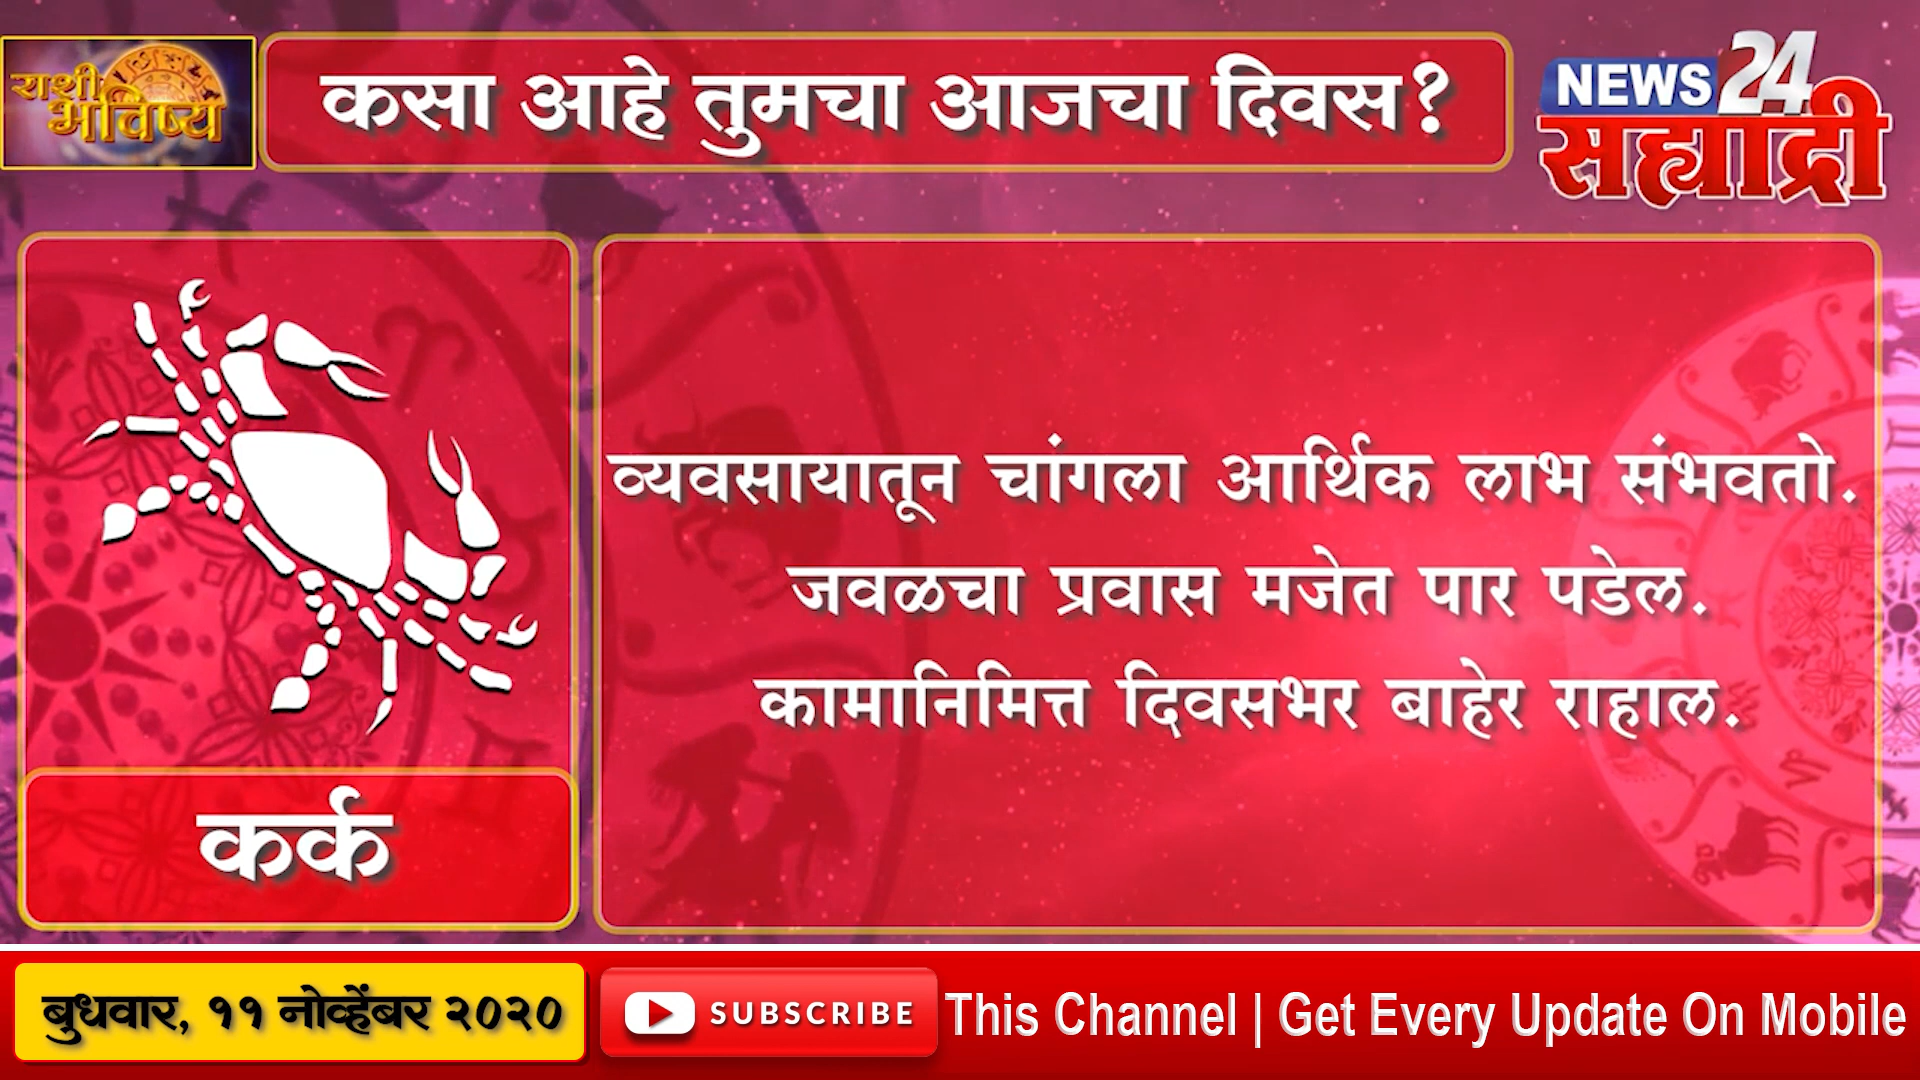 राशी
भविष्य
कसा आहे तुमचा आजचा दिवस?
NEWS 24
सह्याद्री
व्यवसायातून चांगला आर्थिक लाभ संभवतो.
जवळचा प्रवास मजेत पार पडेल.
कामानिमित्त दिवसभर बाहेर राहाल.
कर्क
बुधवार, ११ नोव्हेंबर २०२०
SUBSCRIBE This Channel | Get Every Update On Mobile